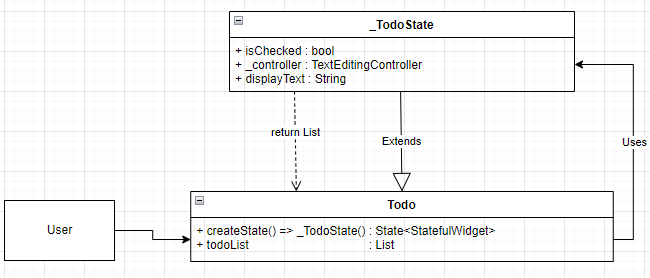 _TodoState
+ isChecked : bool
+ _controller : TextEditingController
+ displayText : String
return List
Extends
Uses
Todo
+ createState() => _TodoState() : State<StatefulWidget>
+ todoList : List
User